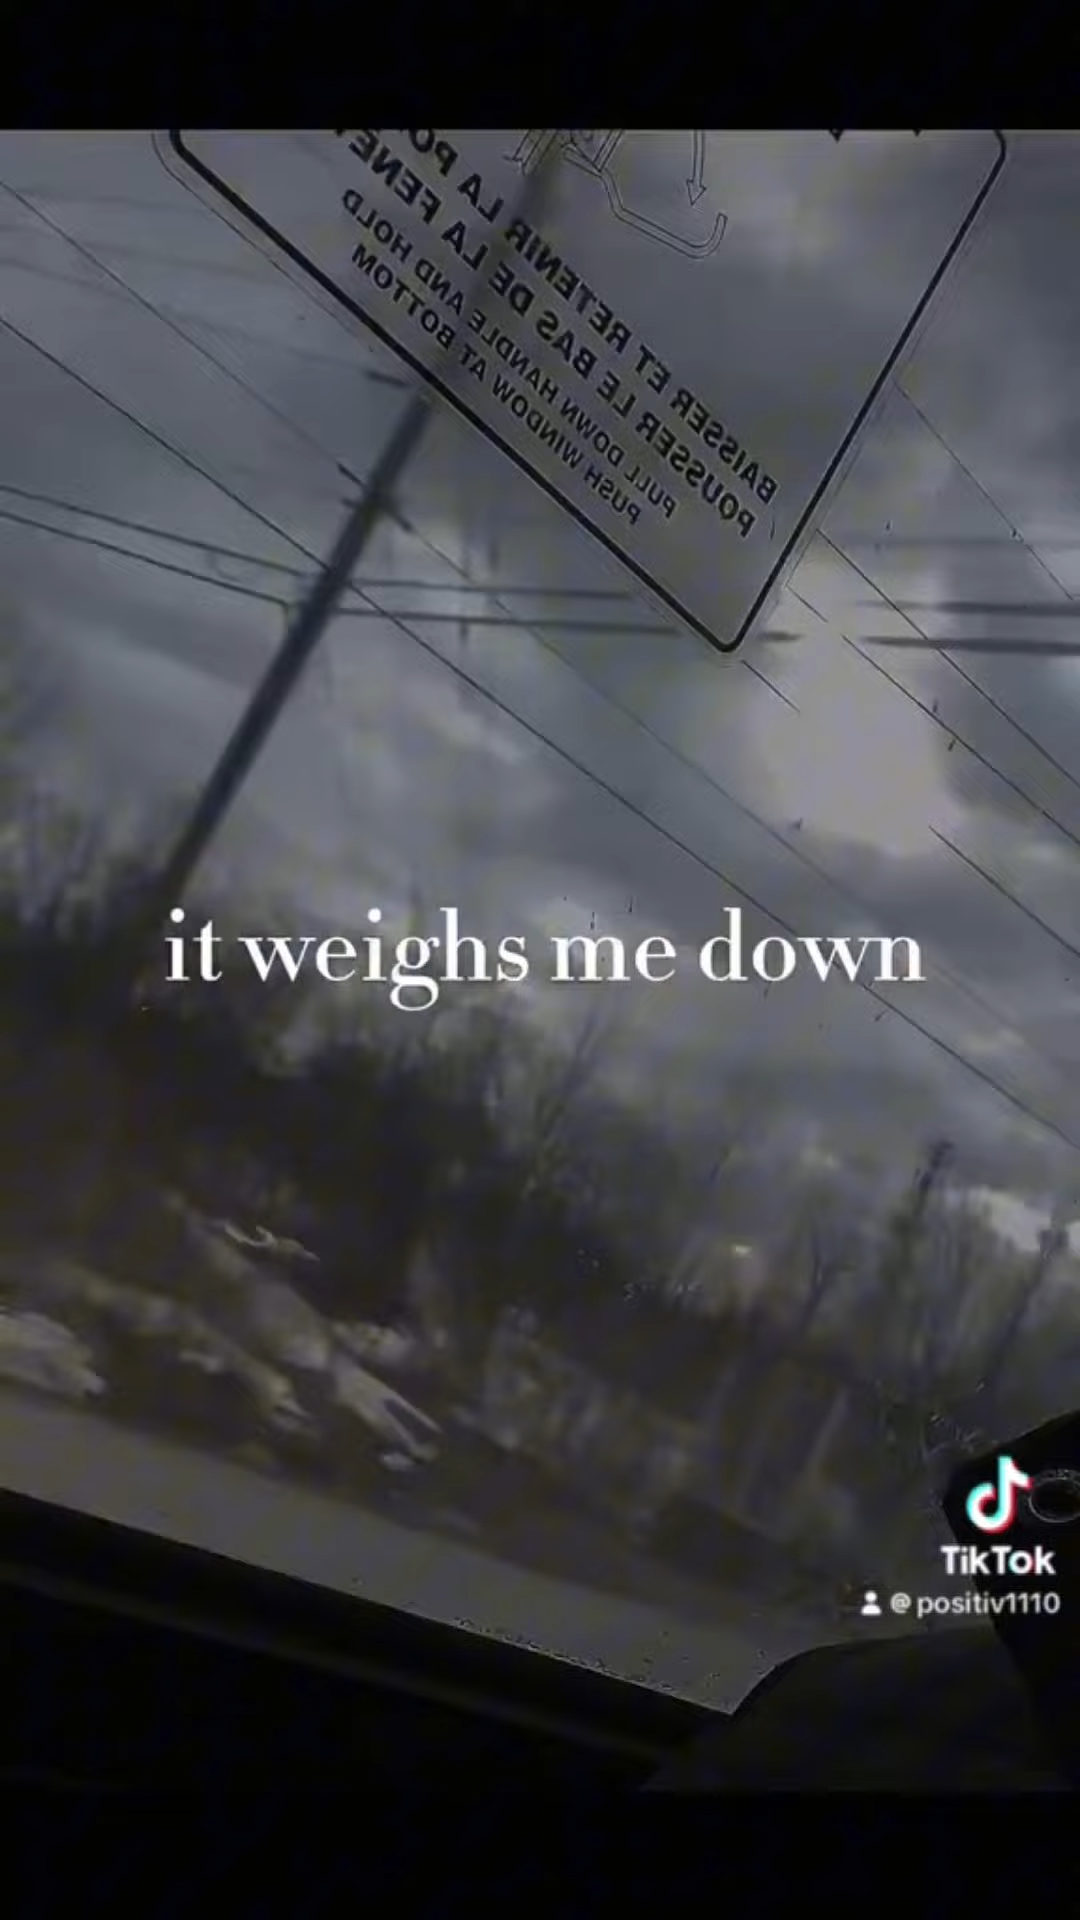 BAISSER ET RETENIR LA
POUSSER LE BAS DE LA
PULL DOWN HANDLE AND HOLD
PUSH WINDOW AT BOTTOM
it weighs me down
TikTok
@positiv1110